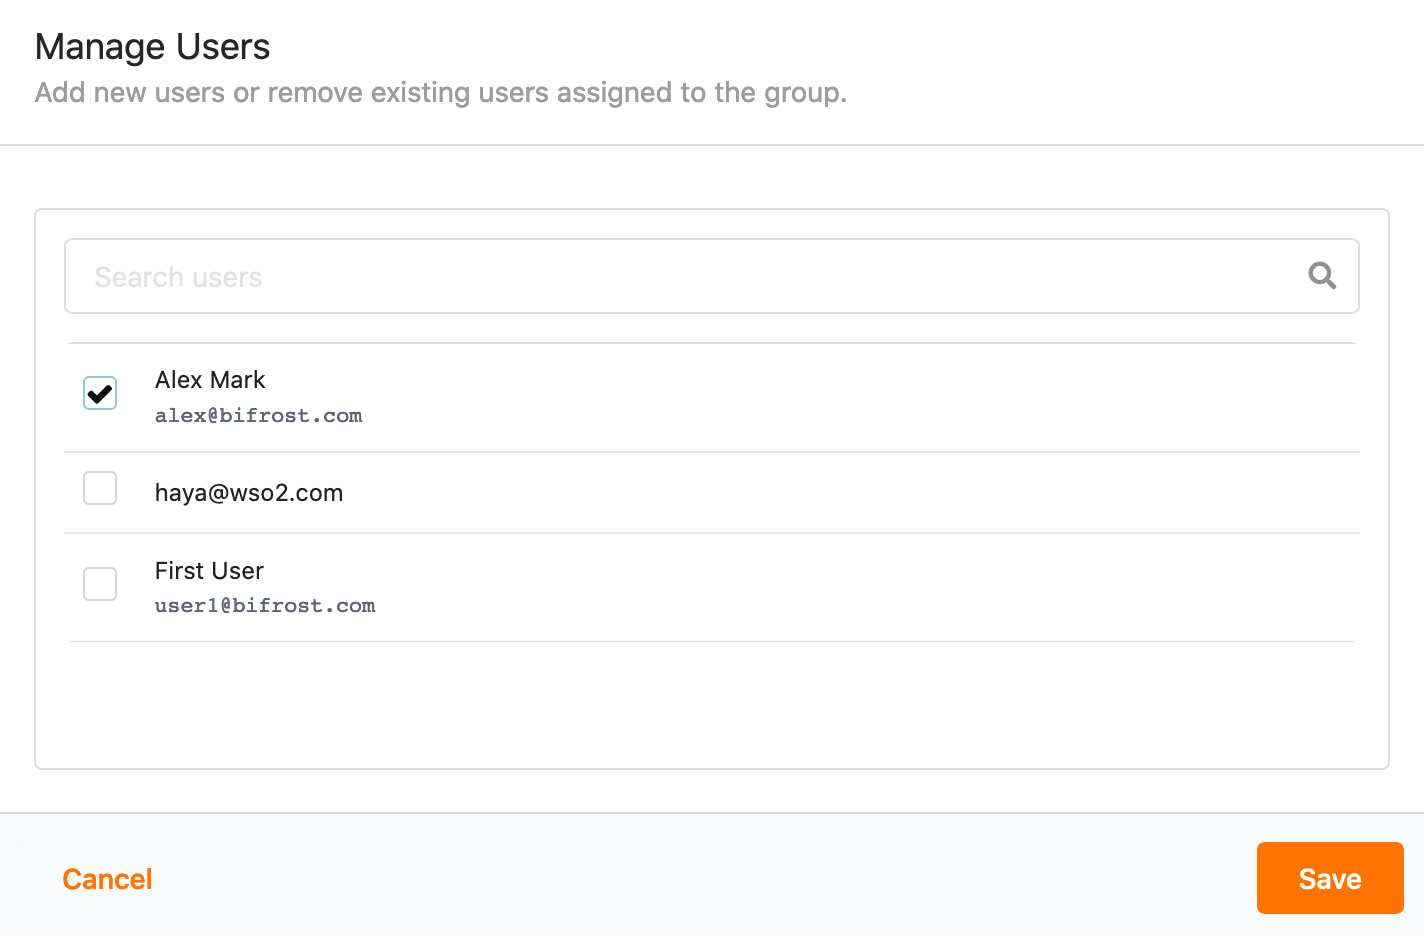 Manage Users
Add new users or remove existing users assigned to the group.
Search users
Alex Mark
alex@bifrost.com
haya@wso2.com
First User
user1@bifrost.com
Cancel
Save